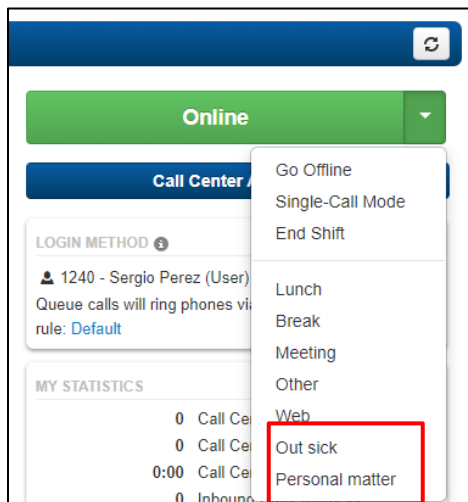 Online
Call Center A
Go Offline
Single-Call Mode
End Shift
Lunch
Break
Meeting
Other
Web
Out sick
Personal matter
LOGIN METHOD
1240 - Sergio Perez (User)
Queue calls will ring phones vi
rule: Default
MY STATISTICS
0 Call Ce
0 Call Ce
0:00 Call Ce
0 Inboun